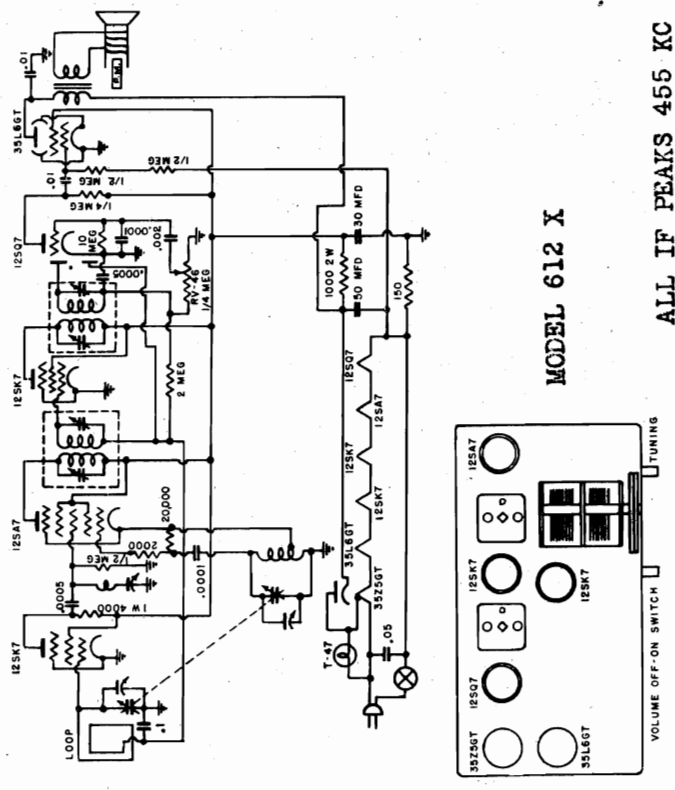 LOOP
12SK7
12SA7
12SK7
12SQ7
35L6GT
.01
P.M.
.1
1W 4000
.0005
1/2 MEG
2000
20,000
.0001
2 MEG
.0005
10 MEG
.0001
.002
RV-46
1/4 MEG
1/4 MEG
.01
1/2 MEG
1/2 MEG
T-47
.05
35Z5GT
35L6GT
12SK7
12SK7
12SA7
12SQ7
1000 2W
50 MFD
30 MFD
150
MODEL 612 X
ALL IF PEAKS 455 KC
35Z5GT
12SQ7
12SK7
12SA7
35L6GT
12SK7
VOLUME OFF-ON SWITCH
TUNING